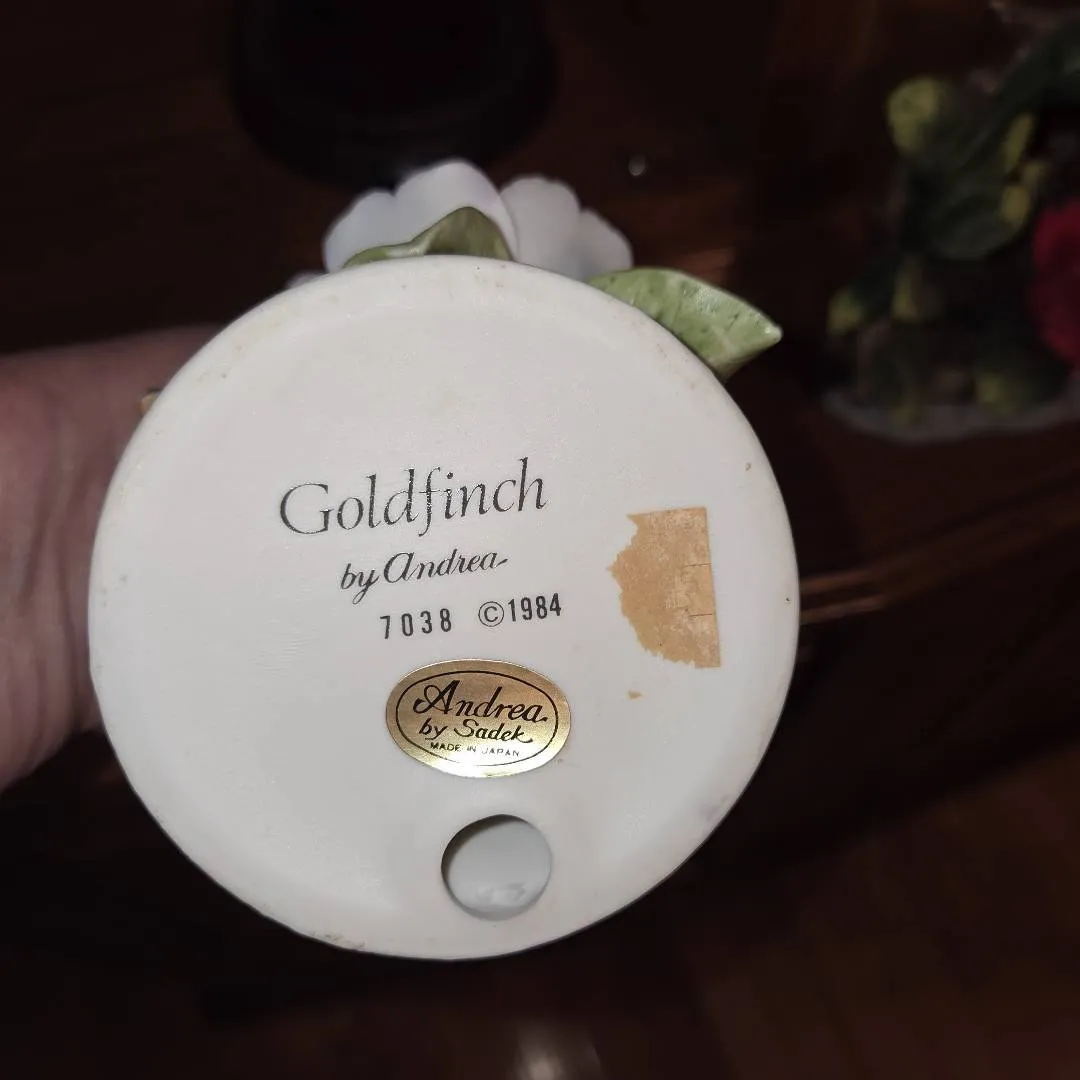 Goldfinch
by Andrea
7038 ©1984
Andrea
by Sadek
MADE IN JAPAN